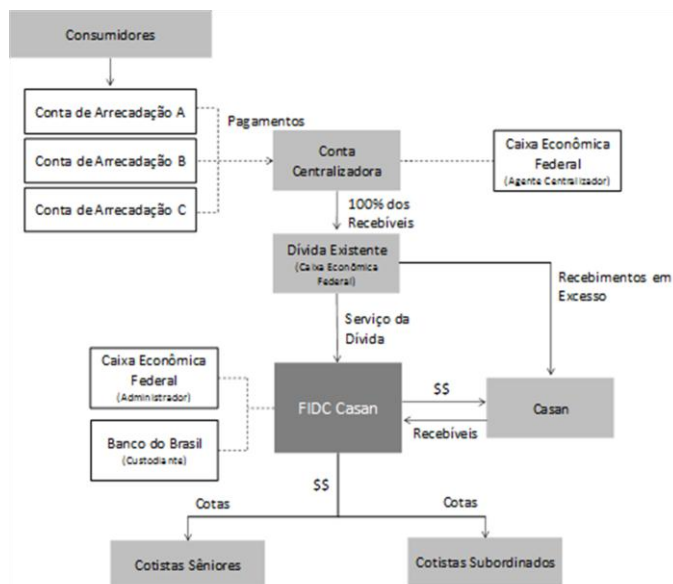 Consumidores
Conta de Arrecadação A
Pagamentos
Conta de Arrecadação B
Conta de Arrecadação C
Conta
Centralizadora
Caixa Econômica
Federal
(Agente Centralizador)
100% dos
Recebíveis
Dívida Existente
(Caixa Econômica
Federal)
Recebimentos em
Excesso
Serviço da
Dívida
Caixa Econômica
Federal
(Administrador)
Banco do Brasil
(Custodiante)
FIDC Casan
$$
Recebíveis
Casan
$$
Cotas
Cotas
Cotistas Sêniores
Cotistas Subordinados